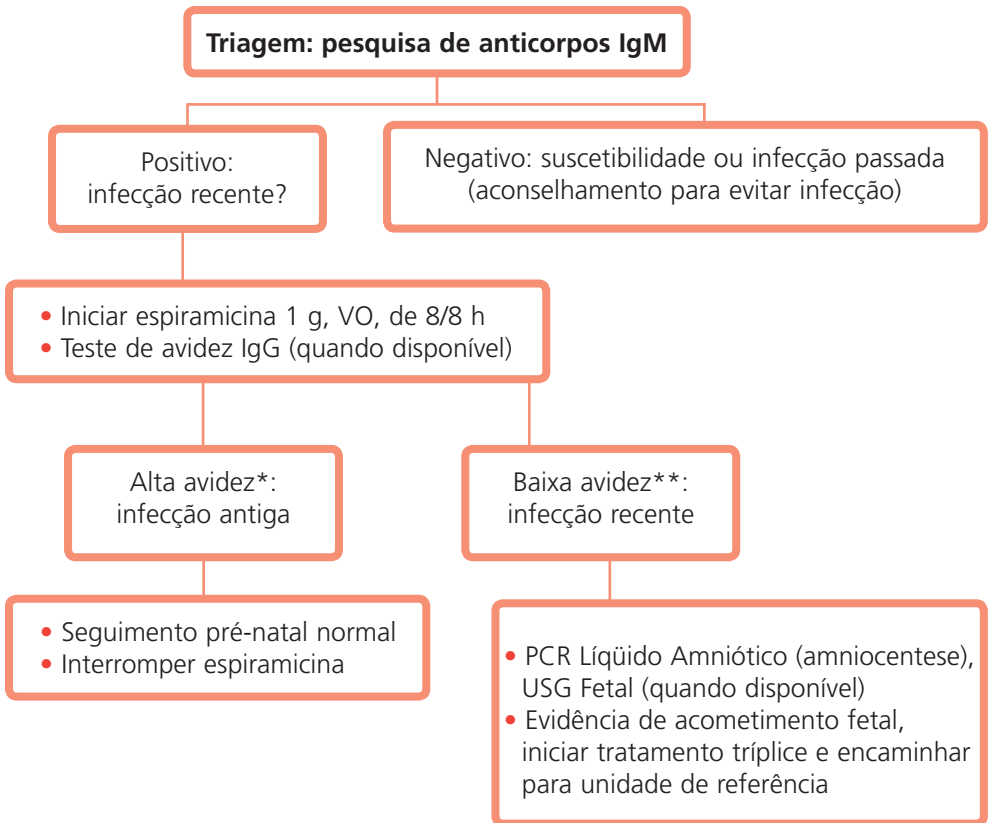 Triagem: pesquisa de anticorpos IgM
Positivo:
infecção recente?
Negativo: suscetibilidade ou infecção passada
(aconselhamento para evitar infecção)
• Iniciar espiramicina 1 g, VO, de 8/8 h
• Teste de avidez IgG (quando disponível)
Alta avidez*:
infecção antiga
Baixa avidez**:
infecção recente
• Seguimento pré-natal normal
• Interromper espiramicina
• PCR Líqüido Amniótico (amniocentese),
USG Fetal (quando disponível)
• Evidência de acometimento fetal,
iniciar tratamento tríplice e encaminhar
para unidade de referência